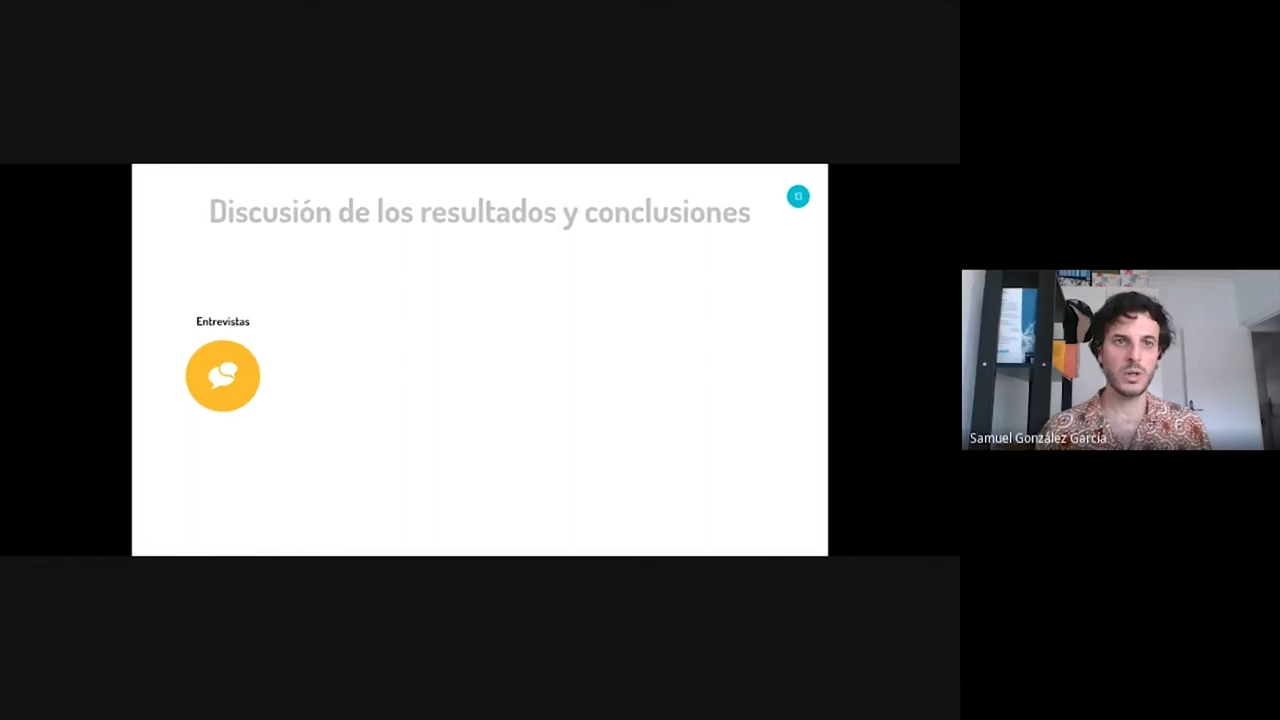 Discusión de los resultados y conclusiones
13
Entrevistas
Samuel González García